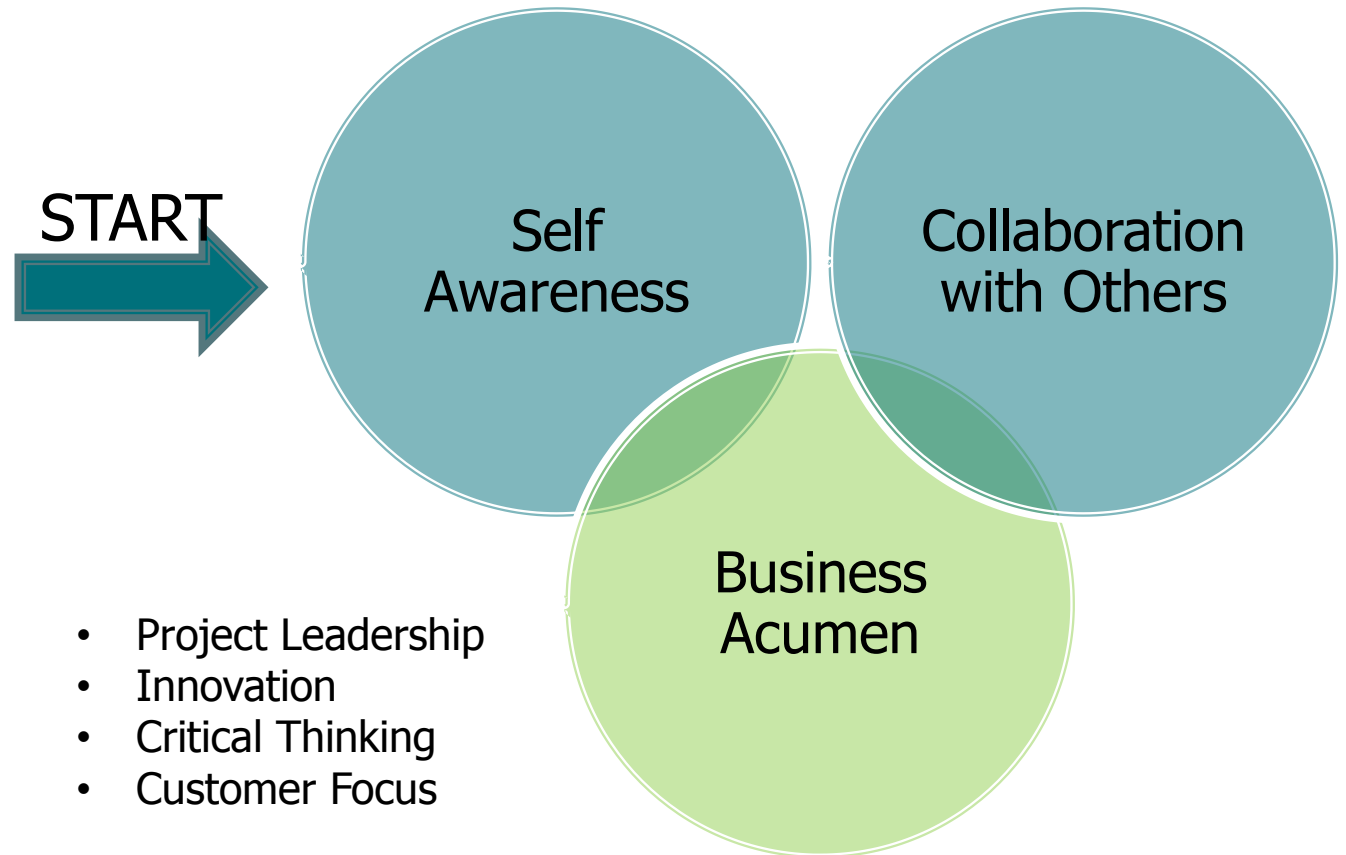 START
Self
Awareness
Collaboration
with Others
Business
Acumen
• Project Leadership
• Innovation
• Critical Thinking
• Customer Focus